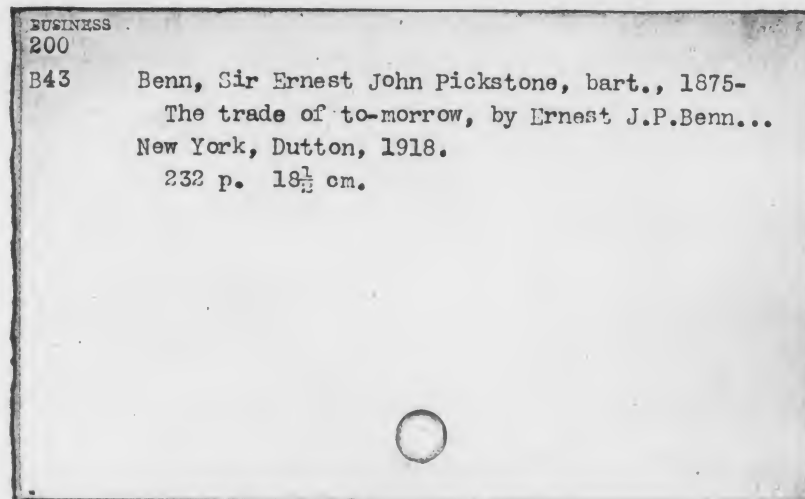 BUSINESS
200
B43 Benn, Sir Ernest John Pickstone, bart., 1875-
The trade of to-morrow, by Ernest J.P.Benn...
New York, Dutton, 1918.
232 p. 18½ cm.